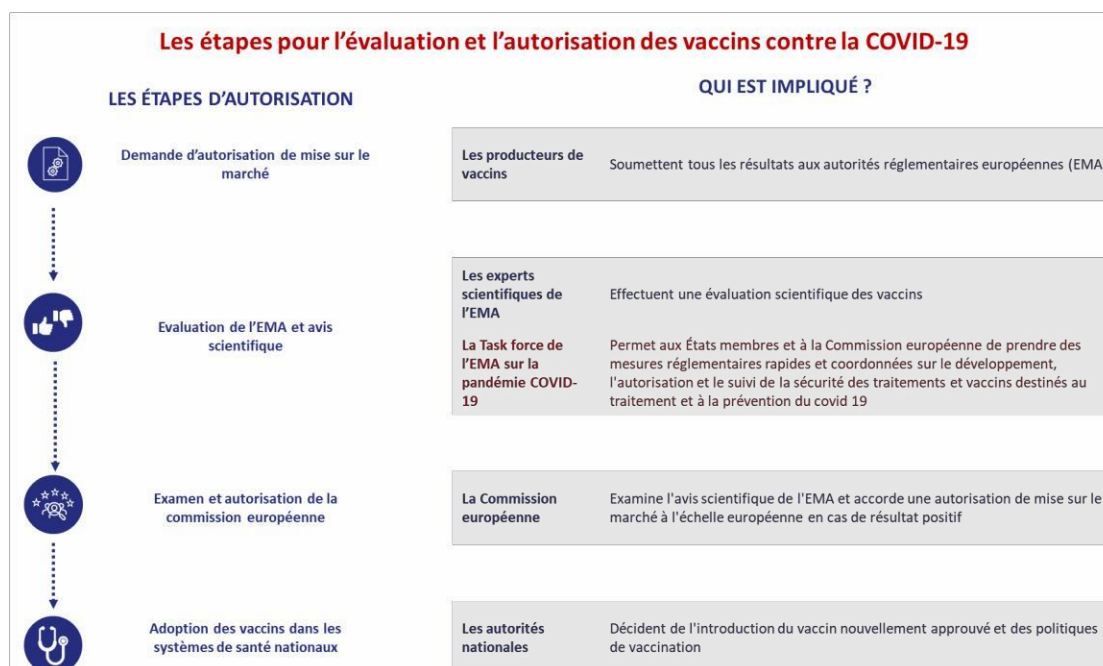 Les étapes pour l’évaluation et l’autorisation des vaccins contre la COVID-19
LES ÉTAPES D’AUTORISATION
QUI EST IMPLIQUÉ ?
Demande d’autorisation de mise sur le
marché
Les producteurs de
vaccins
Soumettent tous les résultats aux autorités réglementaires européennes (EMA
Evaluation de l’EMA et avis
scientifique
Les experts
scientifiques de
l’EMA
Effectuent une évaluation scientifique des vaccins
La Task force de
l’EMA sur la
pandémie COVID-
19
Permet aux États membres et à la Commission européenne de prendre des
mesures réglementaires rapides et coordonnées sur le développement,
l'autorisation et le suivi de la sécurité des traitements et vaccins destinés au
traitement et à la prévention du covid 19
Examen et autorisation de la
commission européenne
La Commission
européenne
Examine l'avis scientifique de l'EMA et accorde une autorisation de mise sur le
marché à l'échelle européenne en cas de résultat positif
Adoption des vaccins dans les
systèmes de santé nationaux
Les autorités
nationales
Décident de l'introduction du vaccin nouvellement approuvé et des politiques
de vaccination